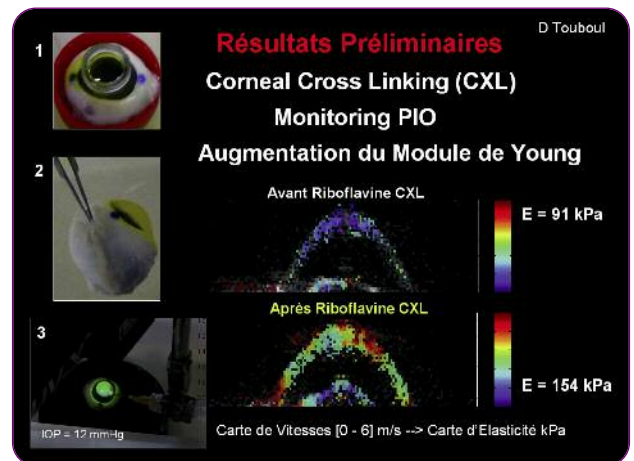 D Touboul
Résultats Préliminaires
Corneal Cross Linking (CXL)
Monitoring PIO
Augmentation du Module de Young
1
2
3
Avant Riboflavine CXL
E = 91 kPa
Après Riboflavine CXL
E = 154 kPa
IOP = 12 mmHg
Carte de Vitesses [0 - 6] m/s --> Carte d'Elasticité kPa